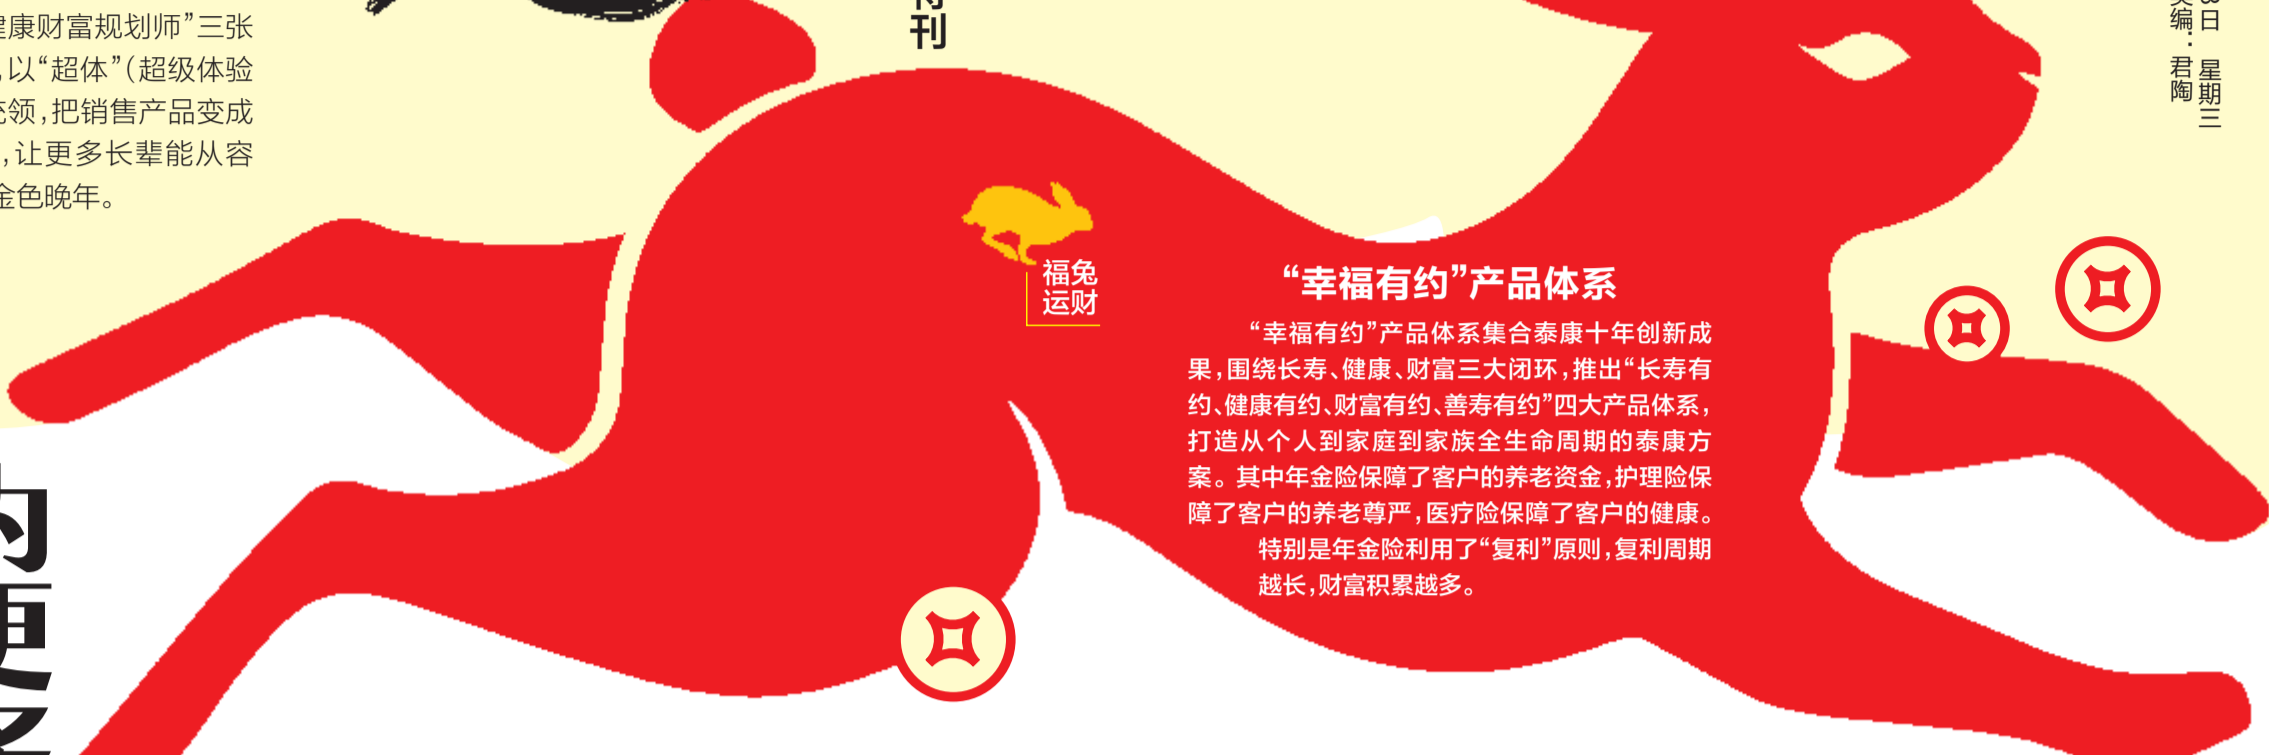 康财富规划师”三张
,以“超体”(超级体验
领,把销售产品变成
,让更多长辈能从容
金色晚年。
特刊
日 星期三
美编:君陶
福兔
运财
“幸福有约”产品体系
“幸福有约”产品体系集合泰康十年创新成
果,围绕长寿、健康、财富三大闭环,推出“长寿有
约、健康有约、财富有约、善寿有约”四大产品体系,
打造从个人到家庭到家族全生命周期的泰康方
案。其中年金险保障了客户的养老资金,护理险保
障了客户的养老尊严,医疗险保障了客户的健康。
特别是年金险利用了“复利”原则,复利周期
越长,财富积累越多。